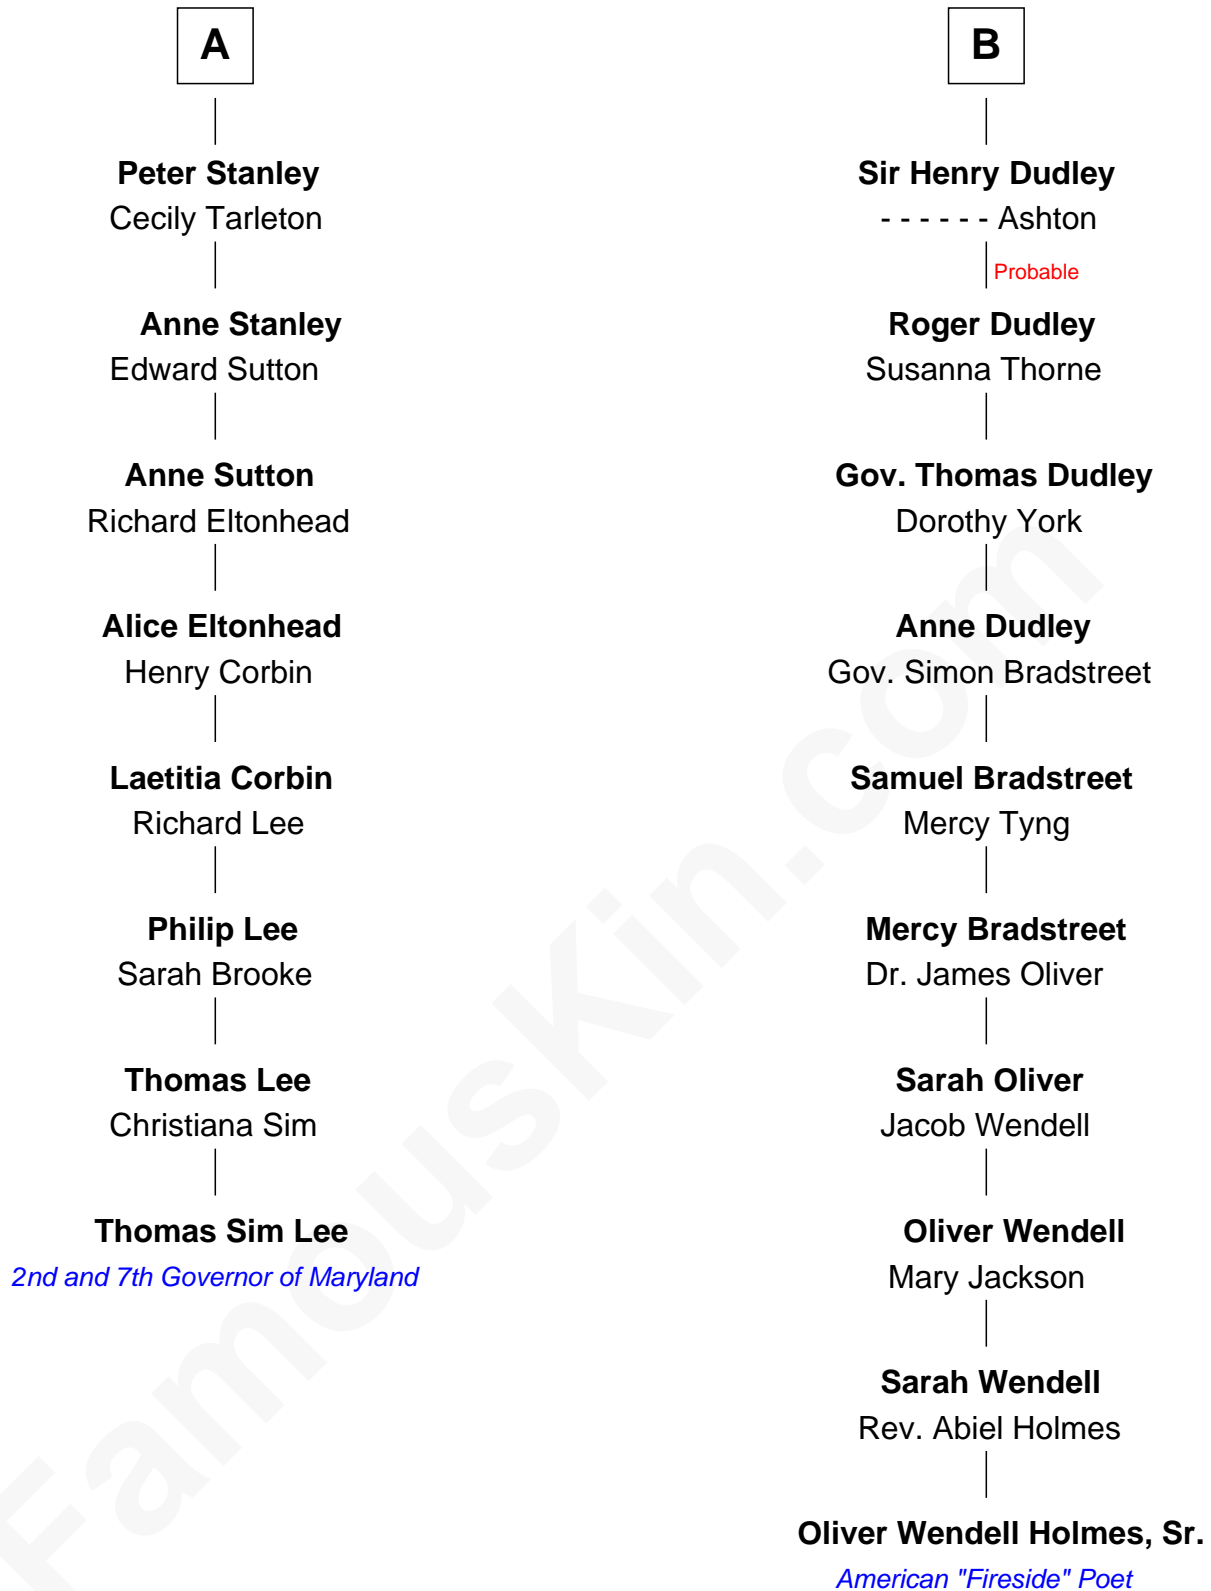 A
Peter Stanley
Cecily Tarleton
Anne Stanley
Edward Sutton
Anne Sutton
Richard Eltonhead
Alice Eltonhead
Henry Corbin
Laetitia Corbin
Richard Lee
Philip Lee
Sarah Brooke
Thomas Lee
Christiana Sim
Thomas Sim Lee
2nd and 7th Governor of Maryland
B
Sir Henry Dudley
- - - - - - Ashton
Probable
Roger Dudley
Susanna Thorne
Gov. Thomas Dudley
Dorothy York
Anne Dudley
Gov. Simon Bradstreet
Samuel Bradstreet
Mercy Tyng
Mercy Bradstreet
Dr. James Oliver
Sarah Oliver
Jacob Wendell
Oliver Wendell
Mary Jackson
Sarah Wendell
Rev. Abiel Holmes
Oliver Wendell Holmes, Sr.
American "Fireside" Poet
FamousKin.com